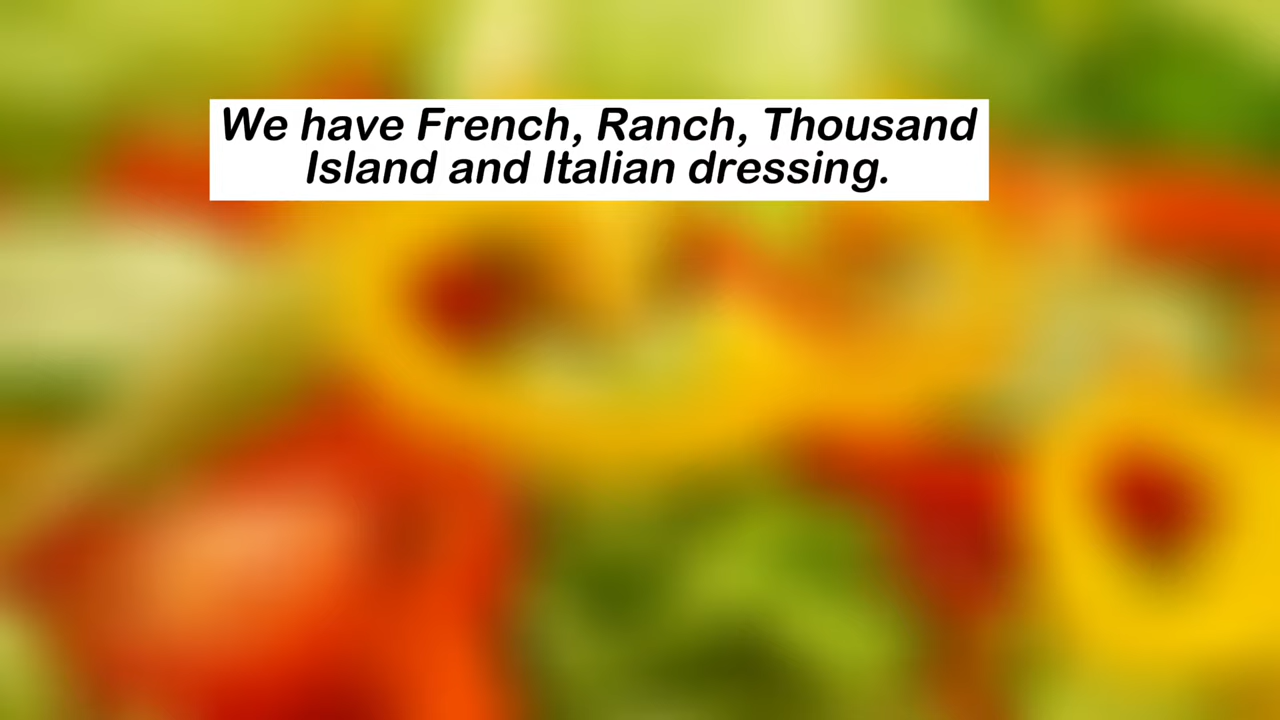 We have French, Ranch, Thousand
Island and Italian dressing.